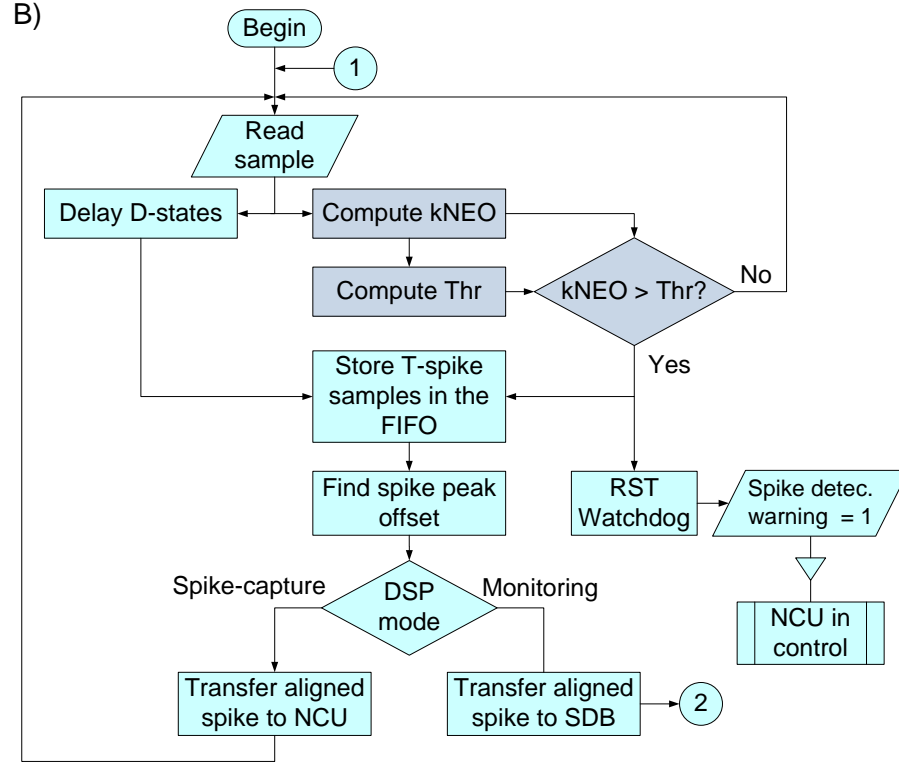 B)
Begin
1
Read
sample
Delay D-states
Compute kNEO
Compute Thr
kNEO > Thr?
No
Yes
Store T-spike
samples in the
FIFO
Find spike peak
offset
RST
Watchdog
Spike detec.
warning = 1
NCU in
control
Spike-capture
DSP
mode
Monitoring
Transfer aligned
spike to NCU
Transfer aligned
spike to SDB
2